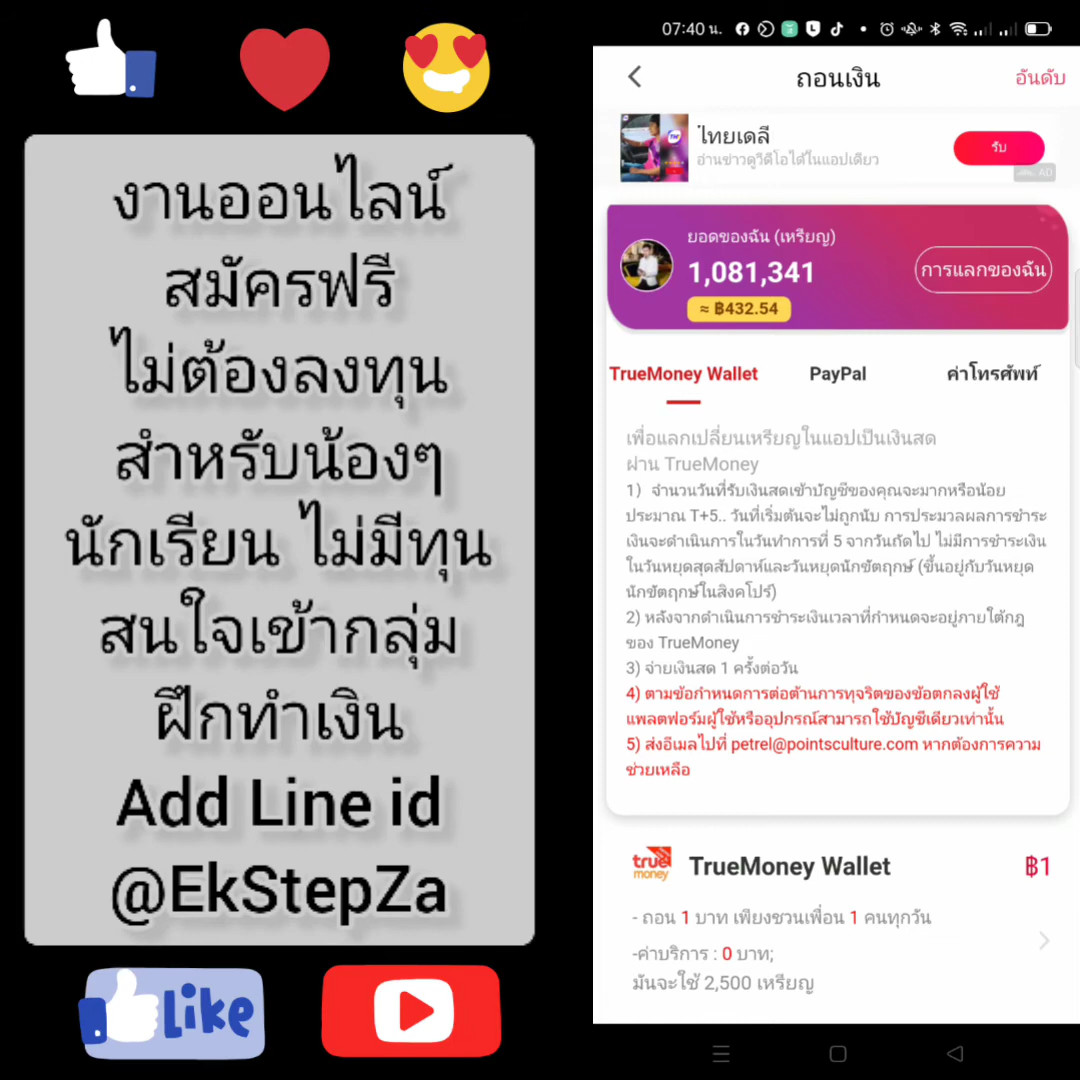 งานออนไลน์
สมัครฟรี
ไม่ต้องลงทุน
สำหรับน้องๆ
นักเรียน ไม่มีทุน
สนใจเข้ากลุ่ม
ฝึกทำเงิน
Add Line id
@EkStepZa
Like
07:40 น.
ถอนเงิน
อันดับ
ไทยเดลี
อ่านข่าวดูวิดีโอได้ในแอปเดียว
รับ
AD
ยอดของฉัน (เหรียญ)
1,081,341
≈ ฿432.54
การแลกของฉัน
TrueMoney Wallet
PayPal
ค่าโทรศัพท์
เพื่อแลกเปลี่ยนเหรียญในแอปเป็นเงินสด
ผ่าน TrueMoney
1) จำนวนวันที่รับเงินสดเข้าบัญชีของคุณจะมากหรือน้อย
ประมาณ T+5.. วันที่เริ่มต้นจะไม่ถูกนับ การประมวลผลการชำระ
เงินจะดำเนินการในวันทำการที่ 5 จากวันถัดไป ไม่มีการชำระเงิน
ในวันหยุดสุดสัปดาห์และวันหยุดนักขัตฤกษ์ (ขึ้นอยู่กับวันหยุด
นักขัตฤกษ์ในสิงคโปร์)
2) หลังจากดำเนินการชำระเงินเวลาที่กำหนดจะอยู่ภายใต้กฎ
ของ TrueMoney
3) จ่ายเงินสด 1 ครั้งต่อวัน
4) ตามข้อกำหนดการต่อต้านการทุจริตของข้อตกลงผู้ใช้
แพลตฟอร์มผู้ใช้หรืออุปกรณ์สามารถใช้บัญชีเดียวเท่านั้น
5) ส่งอีเมลไปที่ petrel@pointsculture.com หากต้องการความ
ช่วยเหลือ
true
money
TrueMoney Wallet
฿1
- ถอน 1 บาท เพียงชวนเพื่อน 1 คนทุกวัน
-ค่าบริการ : 0 บาท;
มันจะใช้ 2,500 เหรียญ